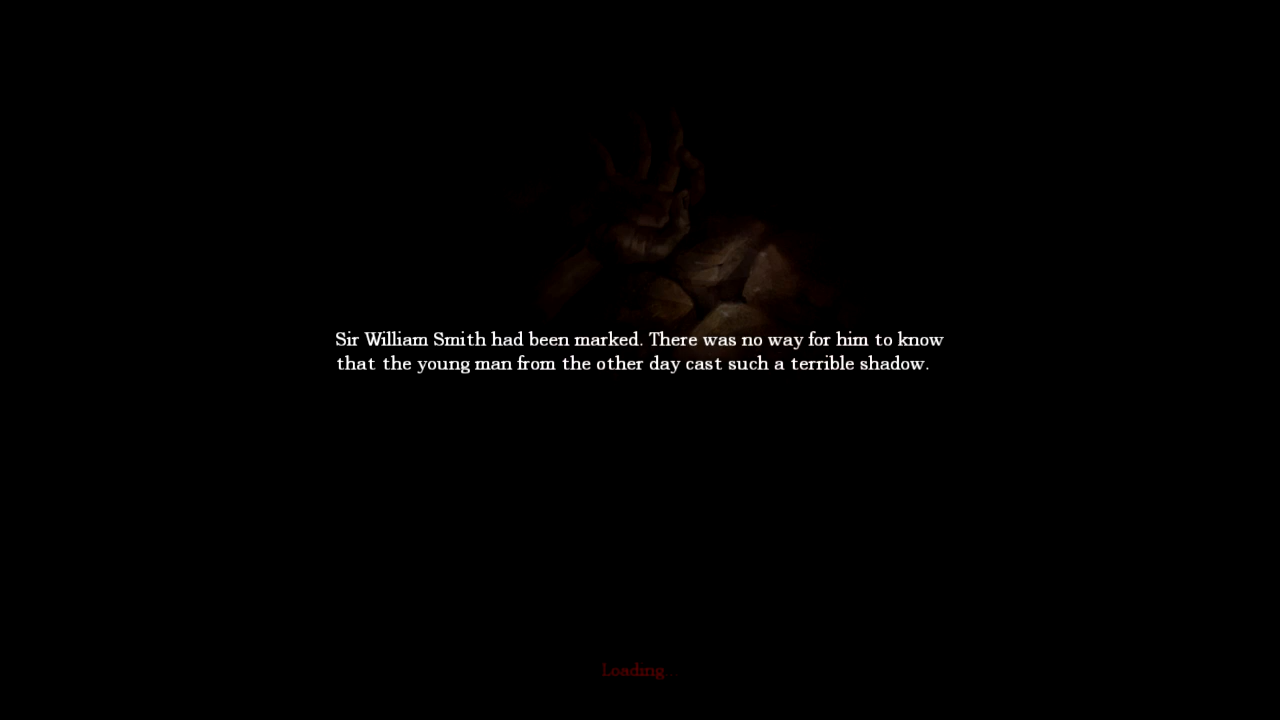 Sir William Smith had been marked. There was no way for him to know
that the young man from the other day cast such a terrible shadow.
Loading...